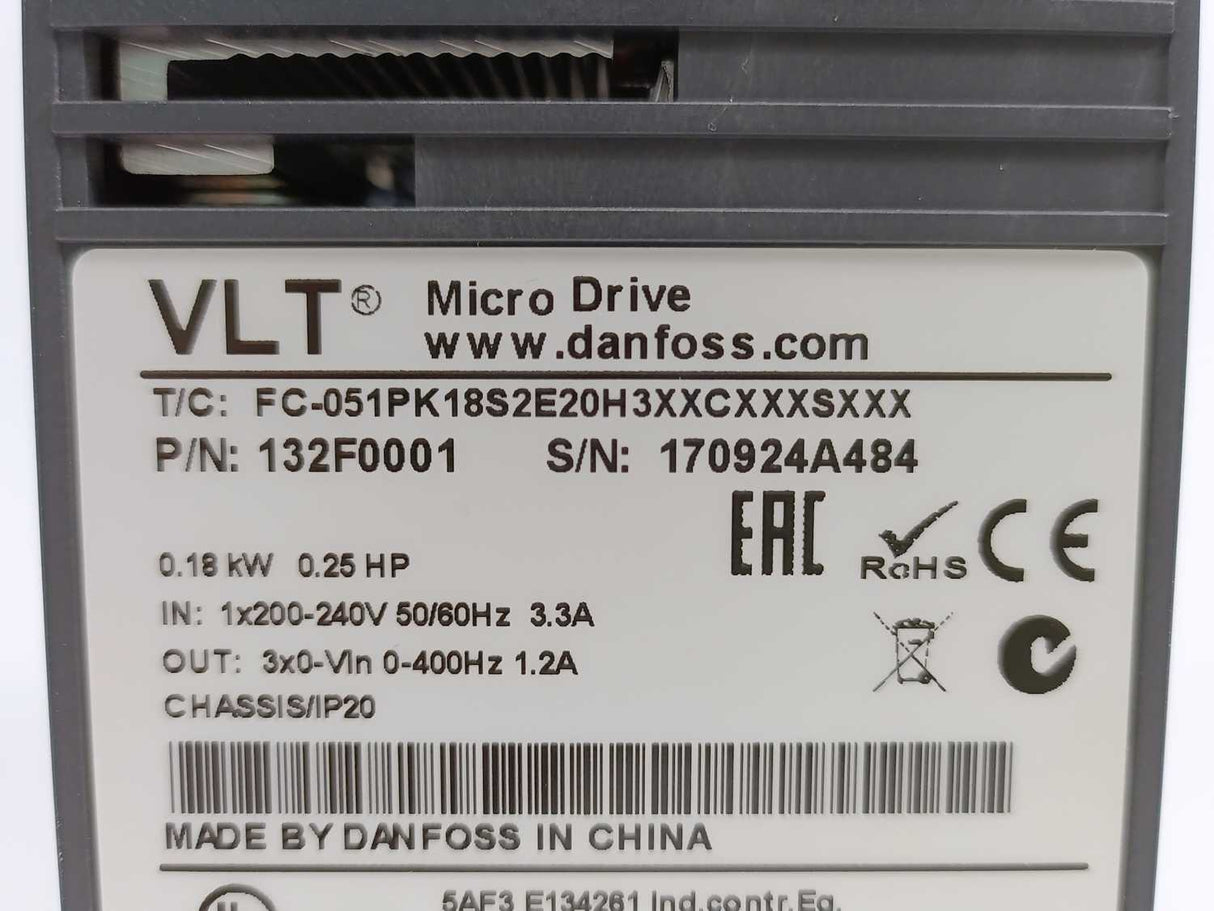 VLT® Micro Drive
www.danfoss.com
T/C: FC-051PK18S2E20H3XXCXXXSXXX
P/N: 132F0001 S/N: 170924A484
EAC RoHS CE
0.18 kW 0.25 HP
IN: 1x200-240V 50/60Hz 3.3A
OUT: 3x0-VIn 0-400Hz 1.2A
CHASSIS/IP20
MADE BY DANFOSS IN CHINA
UL 5AF3 E134261 Ind.contr.Eq.